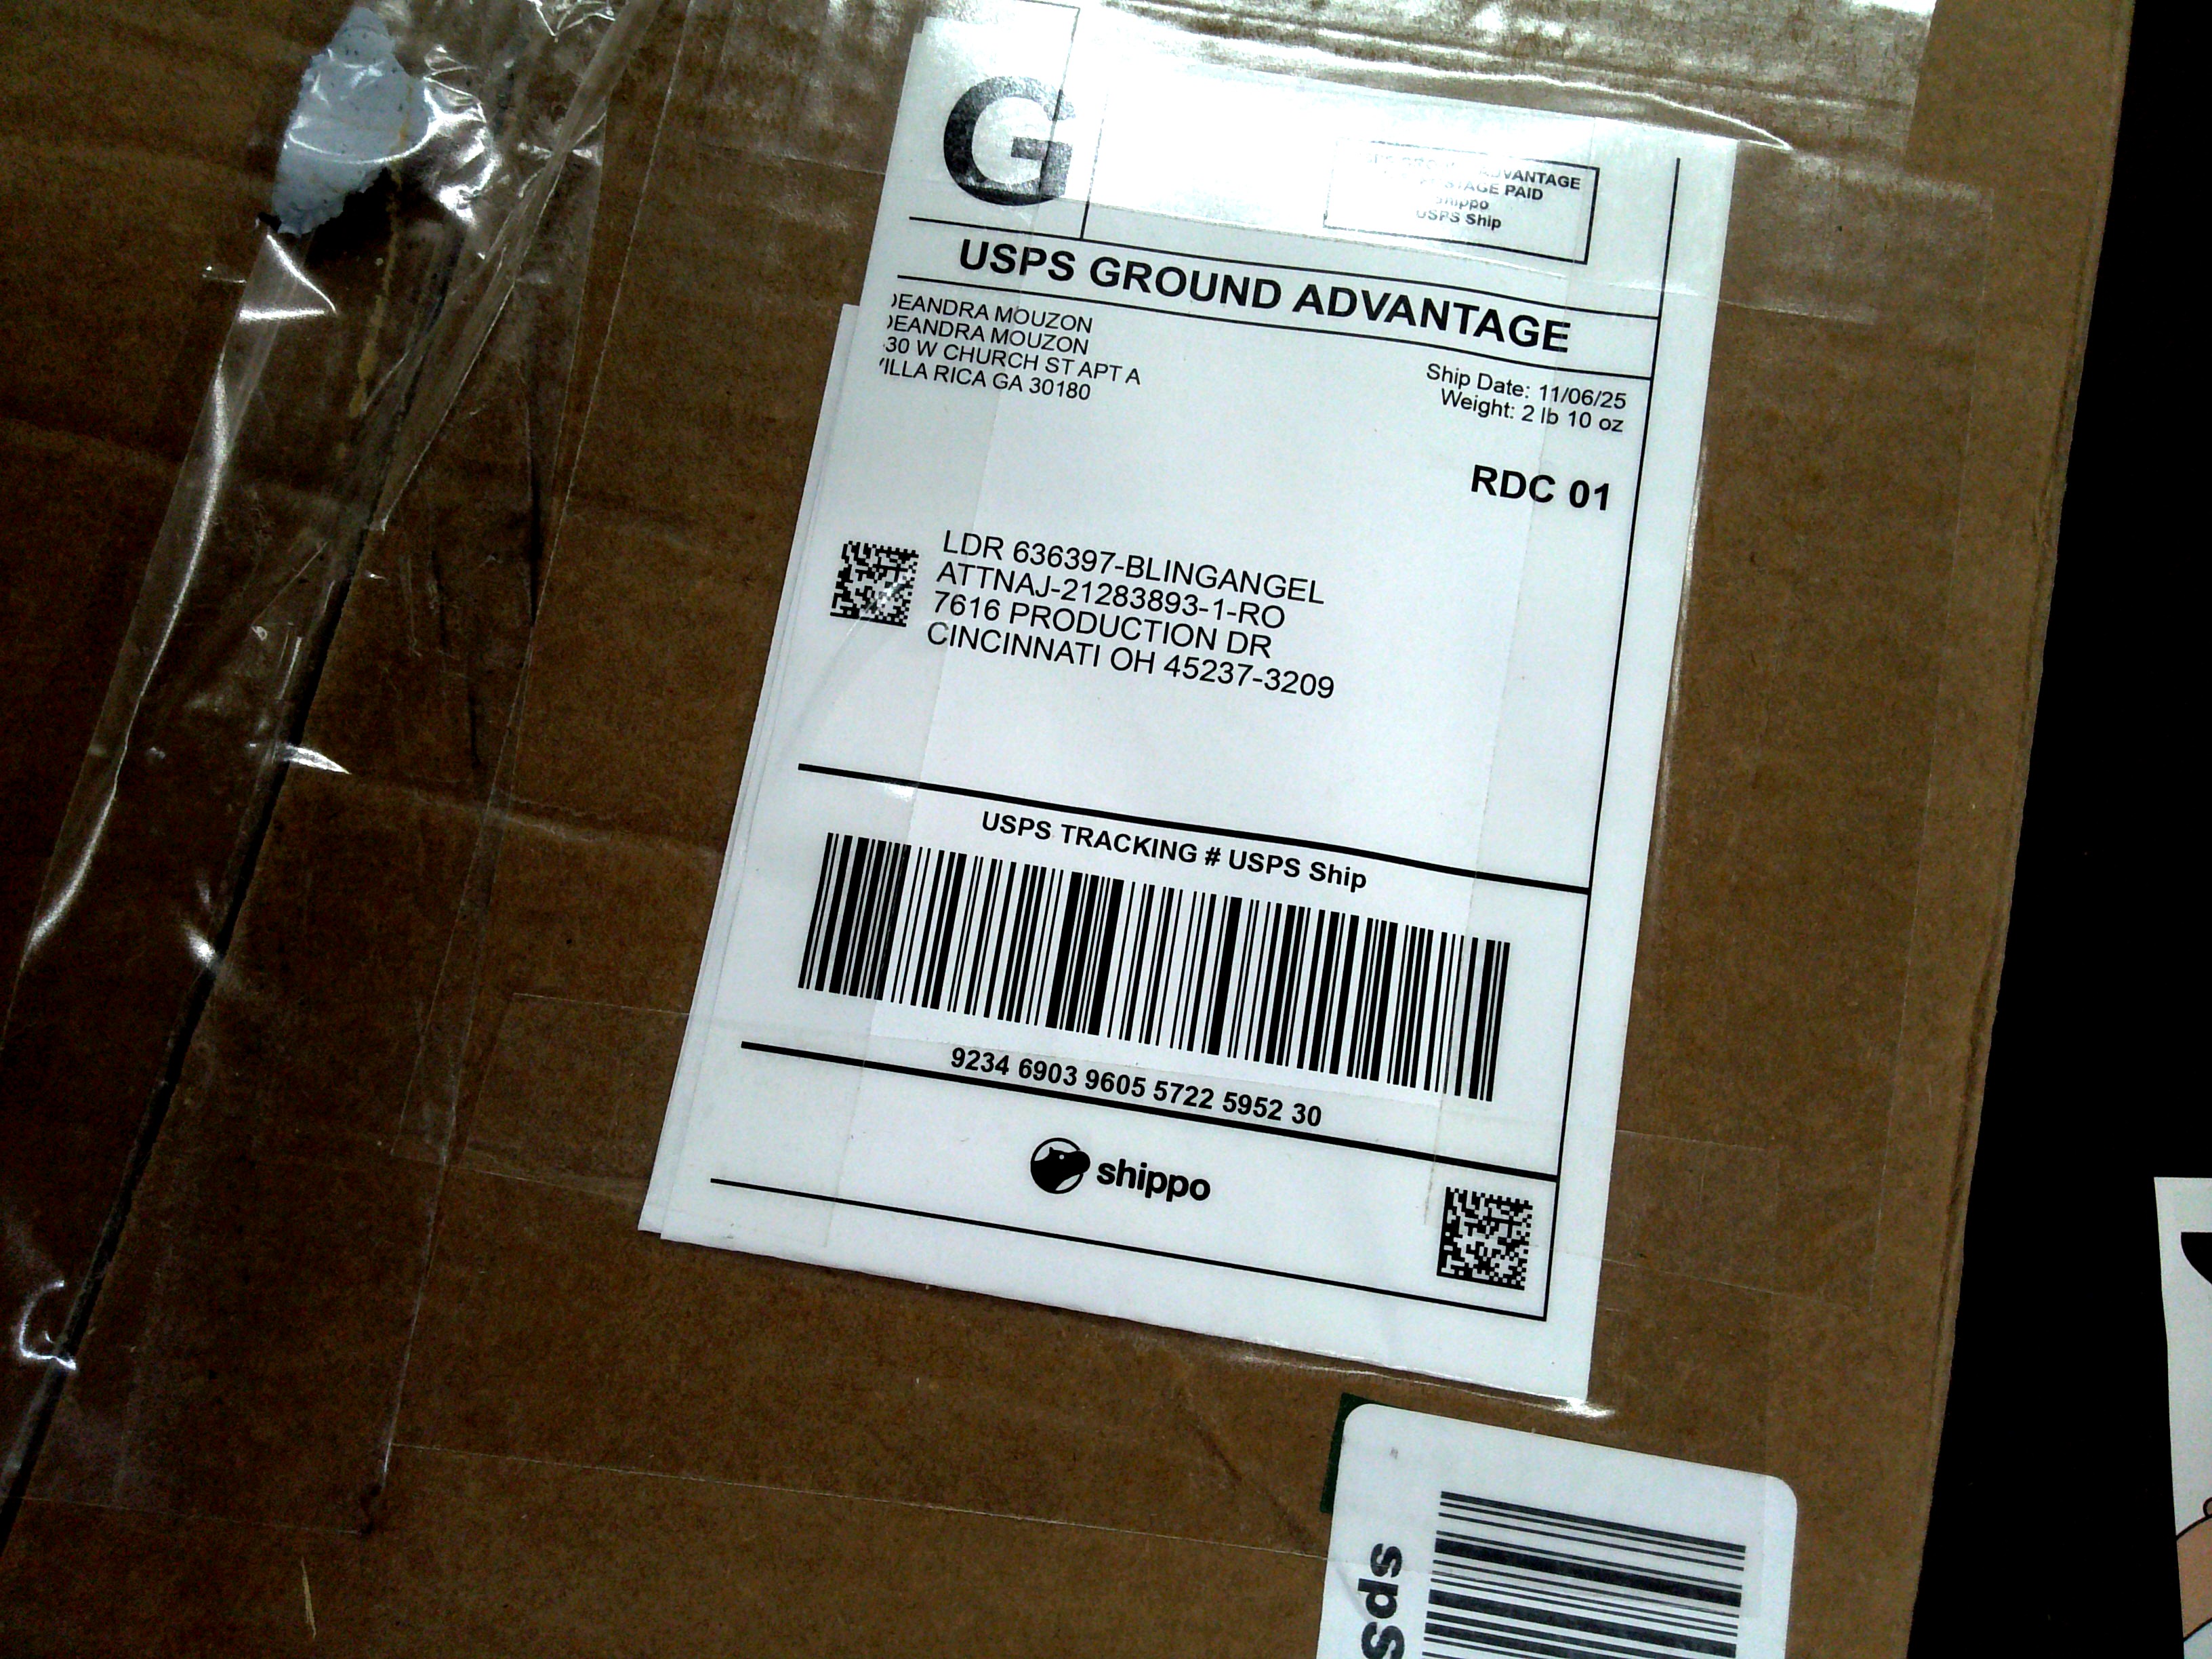 G
ADVANTAGE
PAID
Shippo
USPS Ship
USPS GROUND ADVANTAGE
EANDRA MOUZON
EANDRA MOUZON
30 W CHURCH ST APT A
ILLA RICA GA 30180
Ship Date: 11/06/25
Weight: 2 lb 10 oz
RDC 01
LDR 636397-BLINGANGEL
ATTNAJ-21283893-1-RO
7616 PRODUCTION DR
CINCINNATI OH 45237-3209
USPS TRACKING # USPS Ship
9234 6903 9605 5722 5952 30
shippo
sds